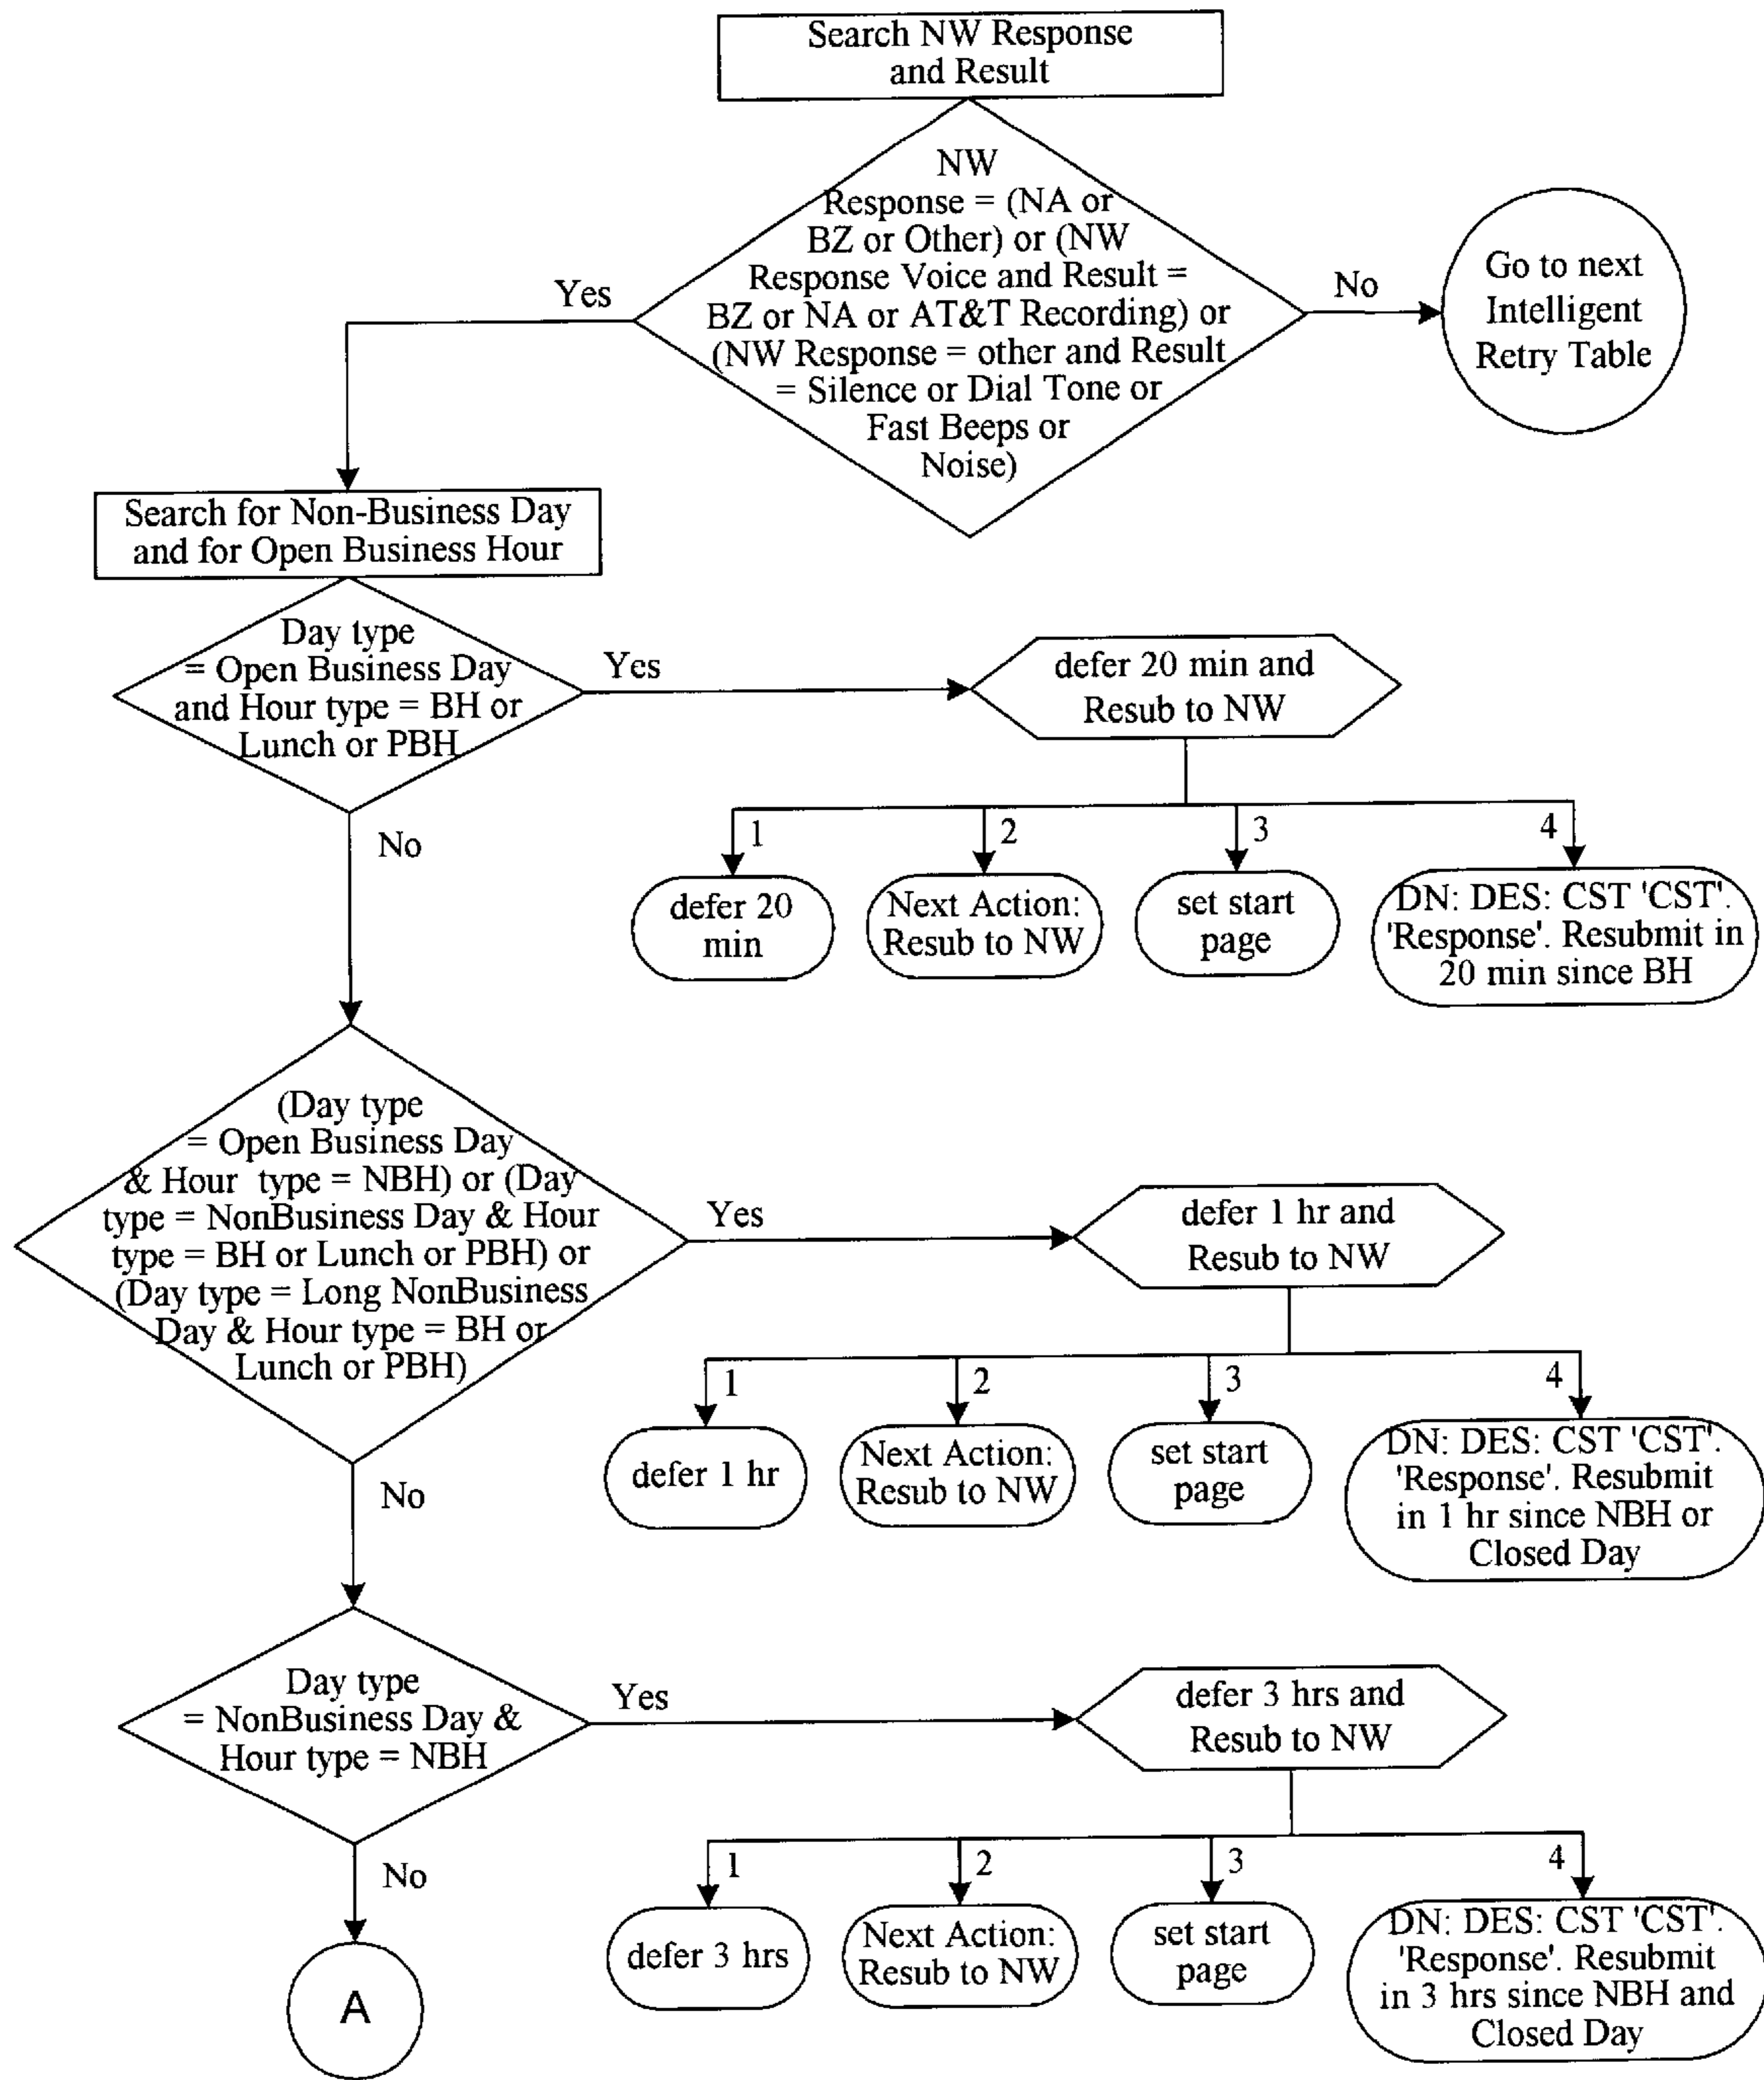 Search NW Response
and Result
NW
Response = (NA or
BZ or Other) or (NW
Response Voice and Result =
BZ or NA or AT&T Recording) or
(NW Response = other and Result
= Silence or Dial Tone or
Fast Beeps or
Noise)
Yes
No
Go to next
Intelligent
Retry Table
Search for Non-Business Day
and for Open Business Hour
Day type
= Open Business Day
and Hour type = BH or
Lunch or PBH
Yes
No
defer 20 min and
Resub to NW
1
2
3
4
defer 20
min
Next Action:
Resub to NW
set start
page
DN: DES: CST 'CST'.
'Response'. Resubmit in
20 min since BH
(Day type
= Open Business Day
& Hour type = NBH) or (Day
type = NonBusiness Day & Hour
type = BH or Lunch or PBH) or
(Day type = Long NonBusiness
Day & Hour type = BH or
Lunch or PBH)
Yes
No
defer 1 hr and
Resub to NW
1
2
3
4
defer 1 hr
Next Action:
Resub to NW
set start
page
DN: DES: CST 'CST'.
'Response'. Resubmit
in 1 hr since NBH or
Closed Day
Day type
= NonBusiness Day &
Hour type = NBH
Yes
No
defer 3 hrs and
Resub to NW
1
2
3
4
defer 3 hrs
Next Action:
Resub to NW
set start
page
DN: DES: CST 'CST'.
'Response'. Resubmit
in 3 hrs since NBH and
Closed Day
A